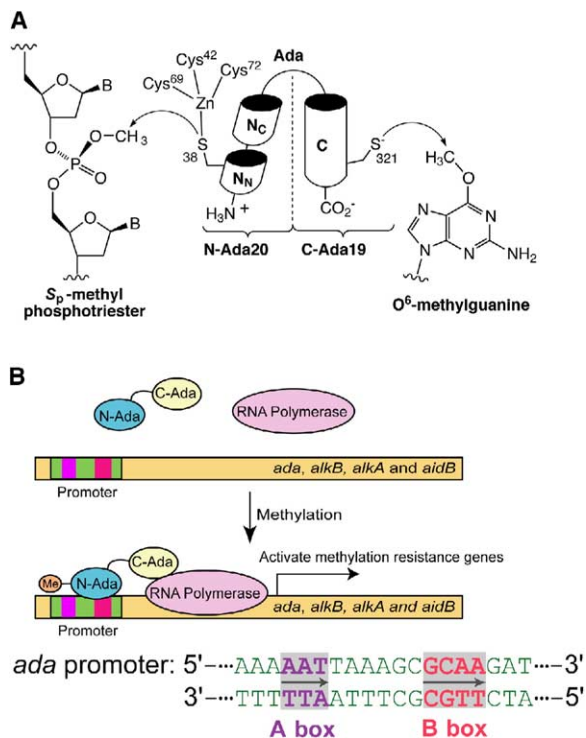 A
Cys42
Cys69
Cys72
Ada
Zn
B
O
O
CH3
S
38
NC
NN
C
S-
321
H3C
O
O
P
O
O
H3N+
CO2-
N
N
N
N
NH2
O
B
N-Ada20
C-Ada19
Sp-methyl
phosphotriester
O6-methylguanine
B
C-Ada
N-Ada
RNA Polymerase
ada, alkB, alkA and aidB
Promoter
Methylation
C-Ada
Activate methylation resistance genes
Me
N-Ada
RNA Polymerase
ada, alkB, alkA and aidB
Promoter
ada promoter: 5'-···AAAAATTAAAGCGCAAGAT···-3'
3'-···TTTTTAATTTCGCGTTCTA···-5'
A box
B box